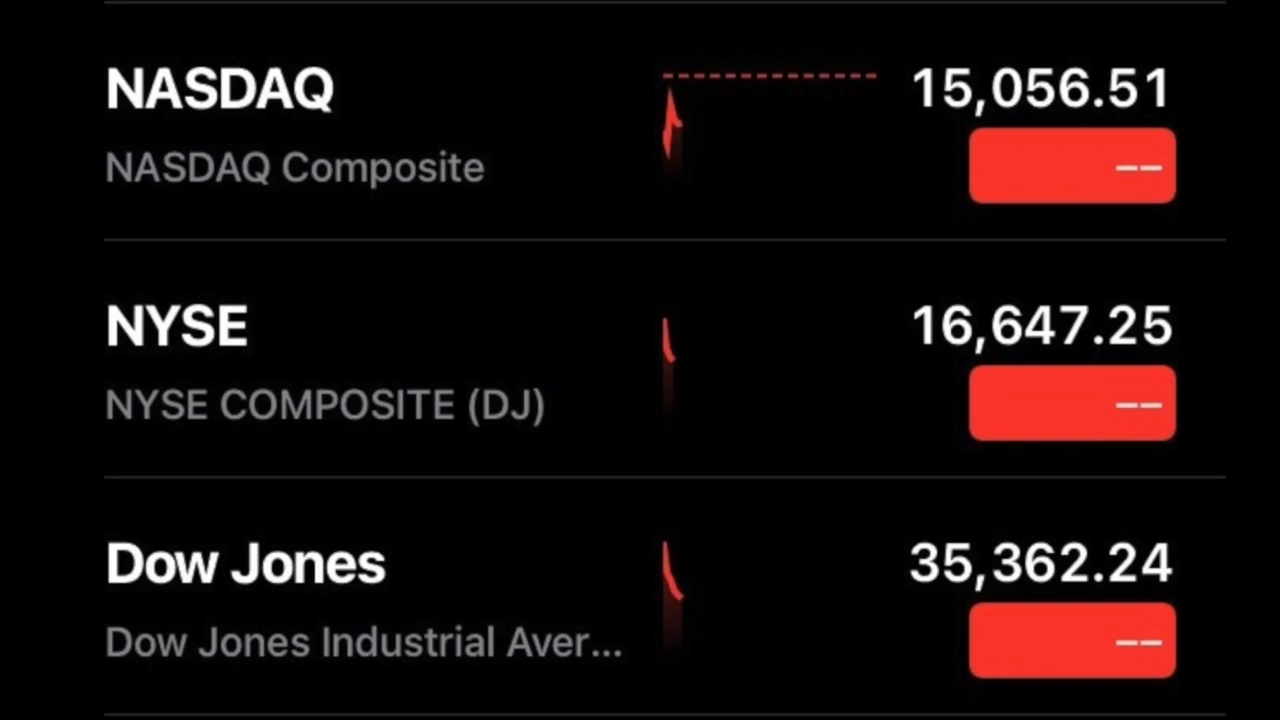 NASDAQ
15,056.51
NASDAQ Composite
--
NYSE
16,647.25
NYSE COMPOSITE (DJ)
--
Dow Jones
35,362.24
Dow Jones Industrial Aver...
--